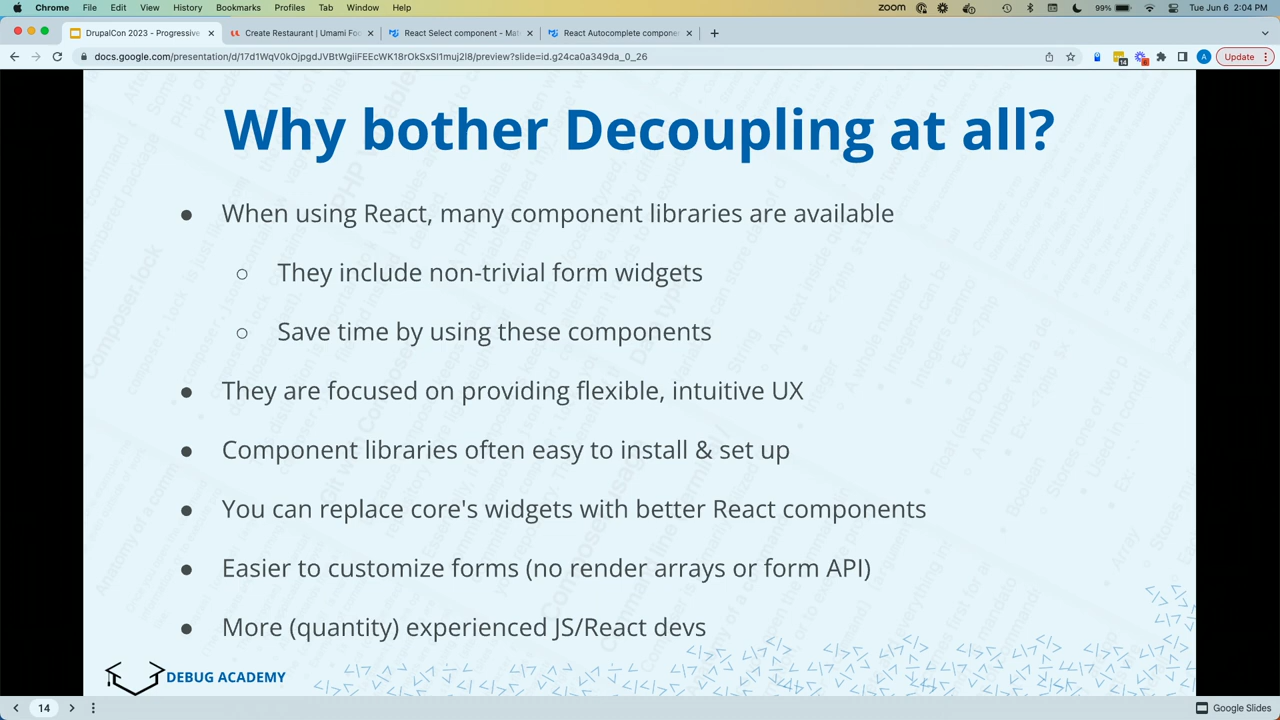 Chrome File Edit View History Bookmarks Profiles Tab Window Help zoom 99% Tue Jun 6 2:04 PM
DrupalCon 2023 - Progressive Create Restaurant | Umami Foo React Select component - Ma React Autocomplete compone
docs.google.com/presentation/d/17d1WqV0kOjpgdJVBtWgiiFEEcWK18rOkSxSI1muj2I8/preview?slide=id.g24ca0a349da_0_26 14 6 A Update
Why bother Decoupling at all?
● When using React, many component libraries are available
○ They include non-trivial form widgets
○ Save time by using these components
● They are focused on providing flexible, intuitive UX
● Component libraries often easy to install & set up
● You can replace core's widgets with better React components
● Easier to customize forms (no render arrays or form API)
● More (quantity) experienced JS/React devs
DEBUG ACADEMY
14 Google Slides